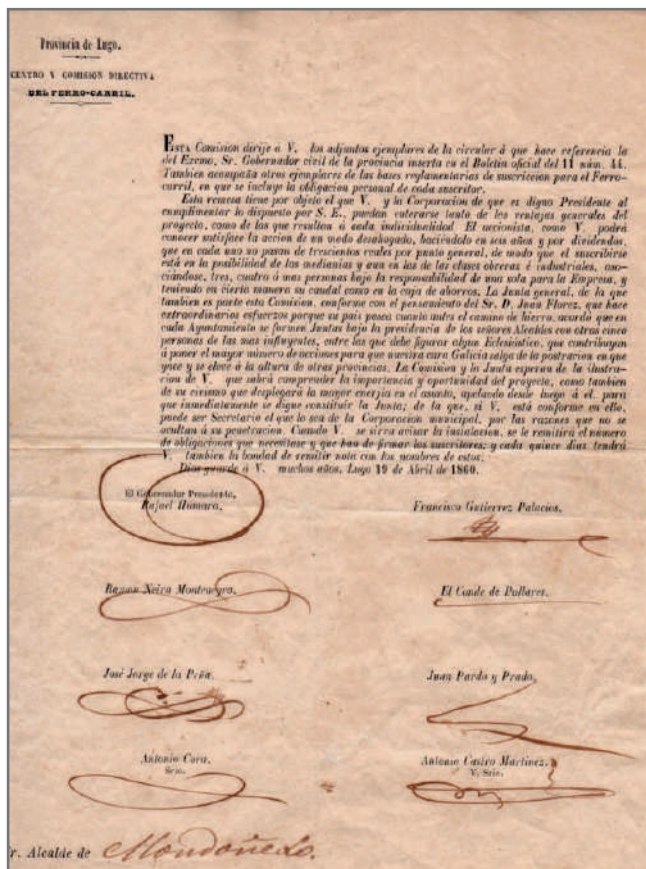 Provincia de Lugo.
CENTRO Y COMISION DIRECTIVA
DEL FERRO-CARRIL.
ESTA Comision dirije á V. los adjuntos ejemplares de la circular á que hace referencia la
del Excmo. Sr. Gobernador civil de la provincia inserta en el Boletin oficial del 11 núm. 44.
Tambien acompaña otros ejemplares de las bases reglamentarias de suscriccion para el Ferro-
carril, en que se incluye la obligacion personal de cada suscritor.
Esta remesa tiene por objeto el que V. y la Corporacion de que es digno Presidente al
cumplimentar lo dispuesto por S. E., puedan enterarse tanto de las ventajas generales del
proyecto, como de las que resultan á cada individualidad El accionista, como V. podrá
conocer satisface la accion de un modo desahogado, haciéndolo en seis años y por dividendos,
que en cada uno no pasan de trescientos reales por punto general, de modo que el suscribirse
está en la posibilidad de las medianias y aun en las de las clases obreras é industriales, aso-
ciándose, tres, cuatro ó mas personas bajo la responsabilidad de una sola para la Empresa, y
teniendo en cierta manera su caudal como en la caja de ahorros. La Junta general, de la que
tambien es parte esta Comision, conforme con el pensamiento del Sr. D. Juan Florez, que hace
extraordinarios esfuerzos porque su pais posea cuanto antes el camino de hierro, acordó que en
cada Ayuntamiento se formen Juntas bajo la presidencia de los señores Alcaldes con otras cinco
personas de las mas influyentes, entre las que debe figurar algun Eclesiástico, que contribuyan
á poner el mayor número de acciones para que nuestra cara Galicia salga de la postracion en que
yace y se eleve á la altura de otras provincias. La Comision y la Junta esperan de la ilustra-
cion de V. que sabrá comprender la importancia y oportunidad del proyecto, como tambien
de su civismo que desplegará la mayor energia en el asunto, apelando desde luego á él, para
que inmediatamente se digne constituir la Junta; de la que, si V. está conforme en ello,
puede ser Secretario el que lo sea de la Corporacion municipal, por las razones que no se
ocultan á su penetracion. Cuando V. se sirva avisar la instalacion, se le remitirá el número
de obligaciones que necesitase y que han de firmar los suscritores; y cada quince dias tendrá
V. tambien la bondad de remitir nota con los nombres de estos.
Dios guarde á V. muchos años. Lugo 19 de Abril de 1860.
El Gobernador Presidente,
Rafael Humara.
Francisco Gutierrez Palacios.
Ramon Neira Montenegro.
El Conde de Pallares.
José Jorge de la Peña.
Juan Pardo y Prado.
Antonio Cora.
Srio.
Antonio Castro Martinez.
V. Srio.
r. Alcalde de Mondoñedo.